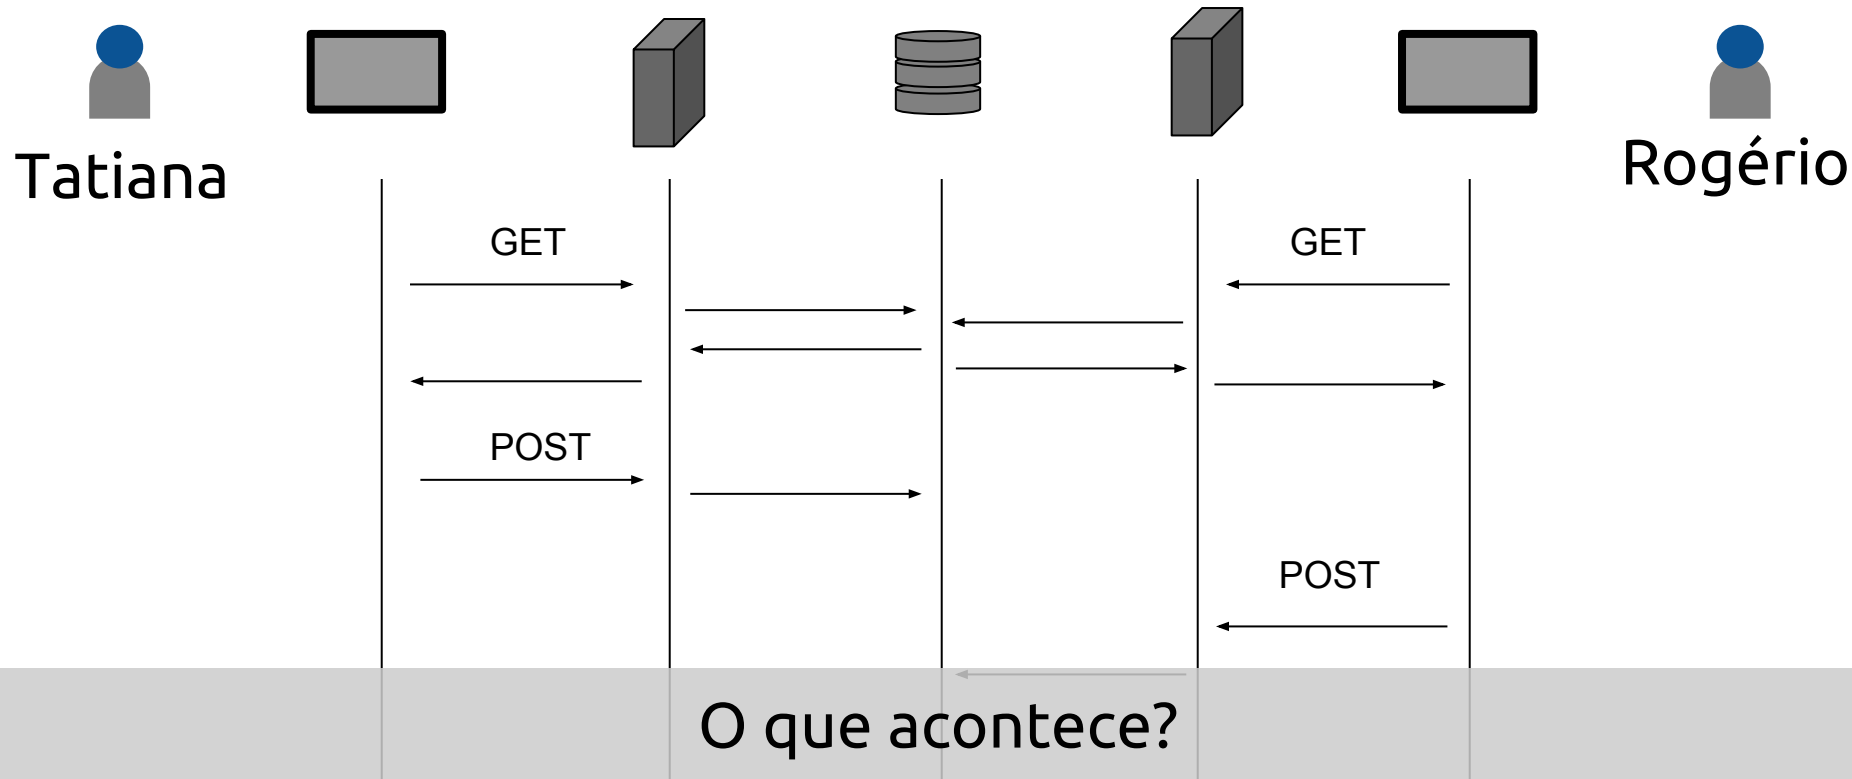 Tatiana
Rogério
GET
GET
POST
POST
O que acontece?